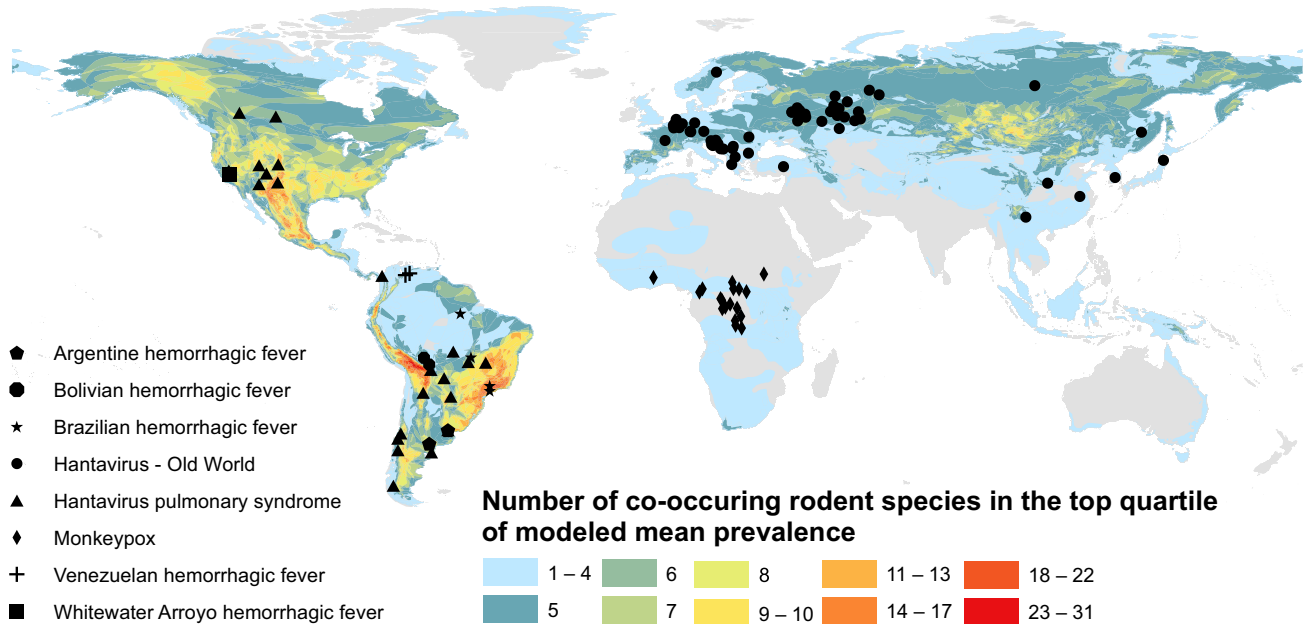 Argentine hemorrhagic fever
Bolivian hemorrhagic fever
Brazilian hemorrhagic fever
Hantavirus - Old World
Hantavirus pulmonary syndrome
Monkeypox
Venezuelan hemorrhagic fever
Whitewater Arroyo hemorrhagic fever
Number of co-occuring rodent species in the top quartile
of modeled mean prevalence
1 – 4
5
6
7
8
9 – 10
11 – 13
14 – 17
18 – 22
23 – 31